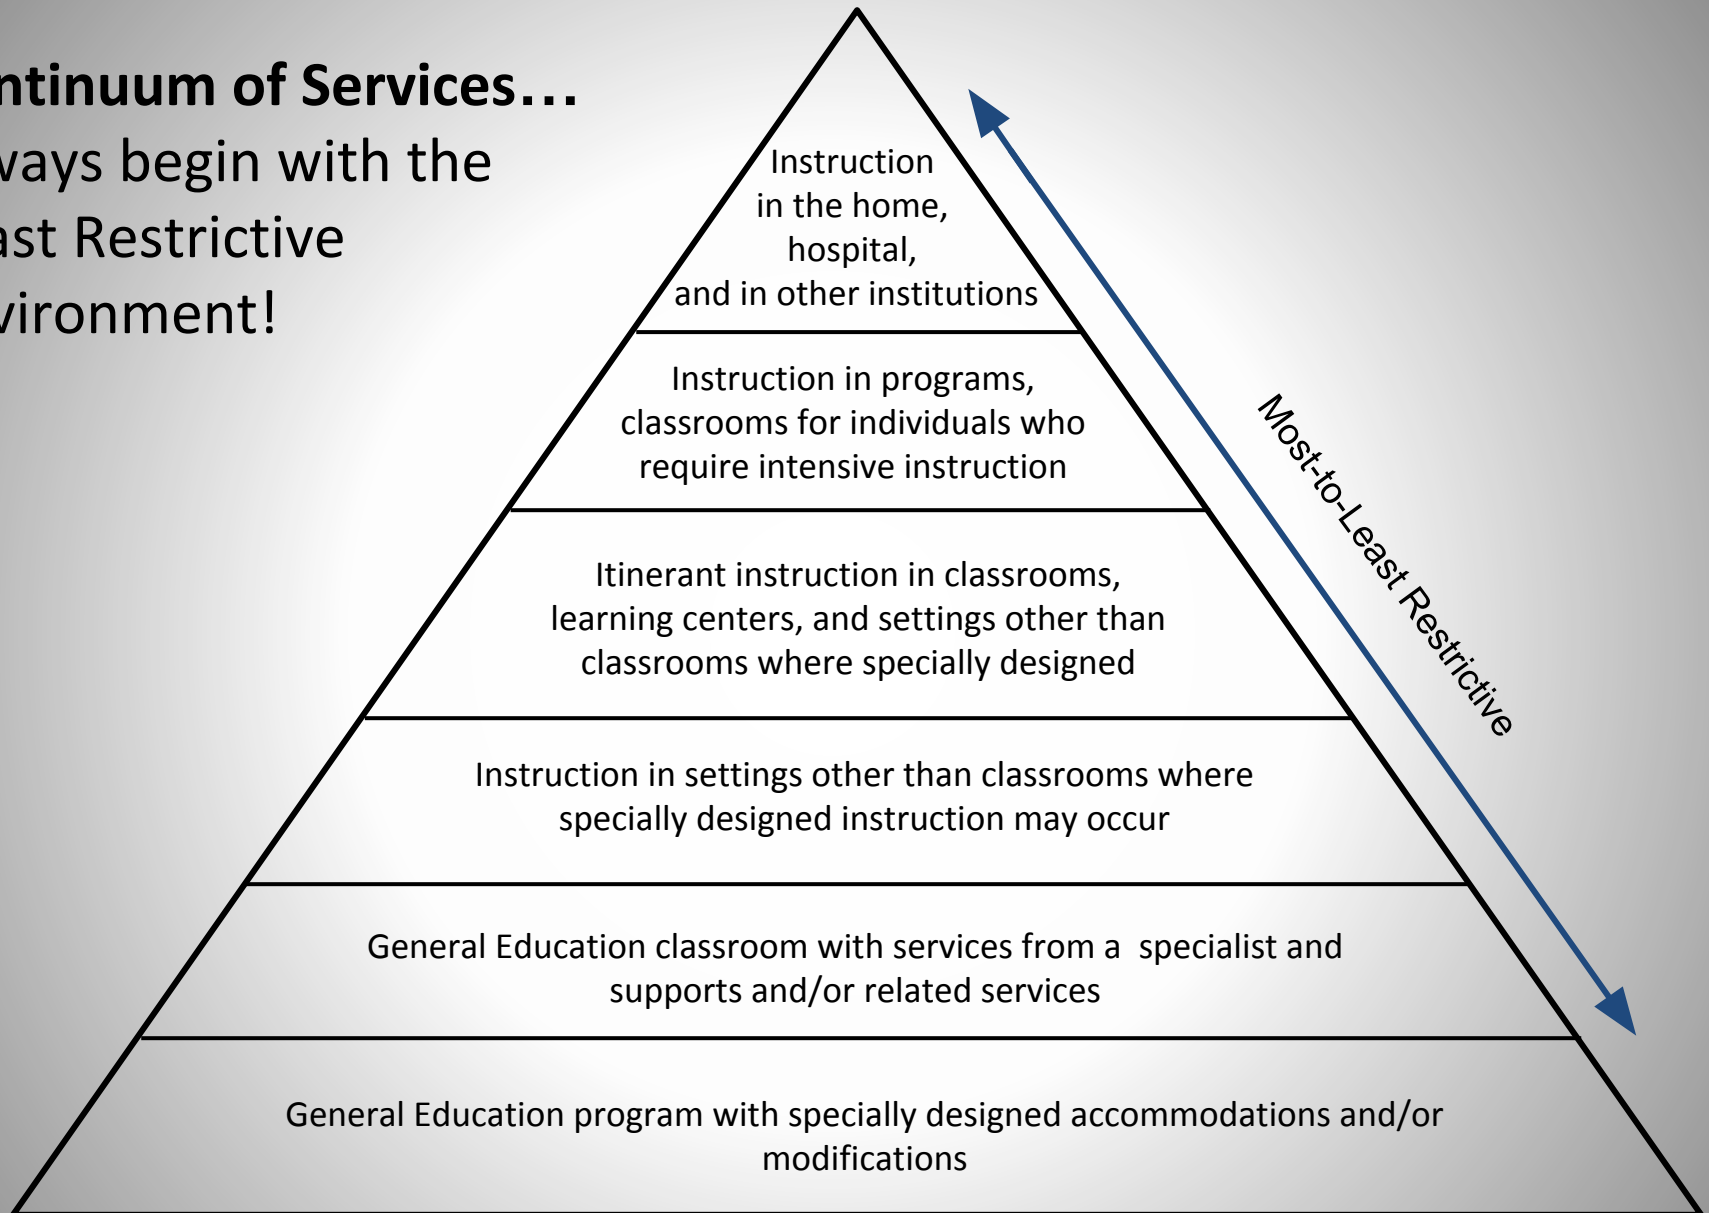 ntinuum of Services...
ways begin with the
ast Restrictive
vironment!
Instruction
in the home,
hospital,
and in other institutions
Instruction in programs,
classrooms for individuals who
require intensive instruction
Most-to-Least Restrictive
Itinerant instruction in classrooms,
learning centers, and settings other than
classrooms where specially designed
Instruction in settings other than classrooms where
specially designed instruction may occur
General Education classroom with services from a  specialist and
supports and/or related services
General Education program with specially designed accommodations and/or
modifications